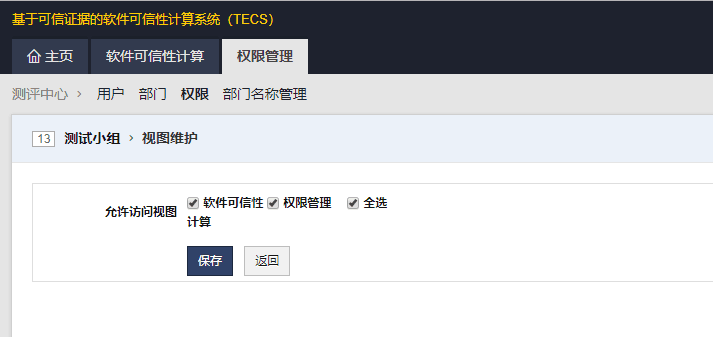 基于可信证据的软件可信性计算系统（TECS）
主页 软件可信性计算 权限管理
测评中心 › 用户 部门 权限 部门名称管理
13 测试小组 › 视图维护
允许访问视图 软件可信性计算 权限管理 全选
保存 返回